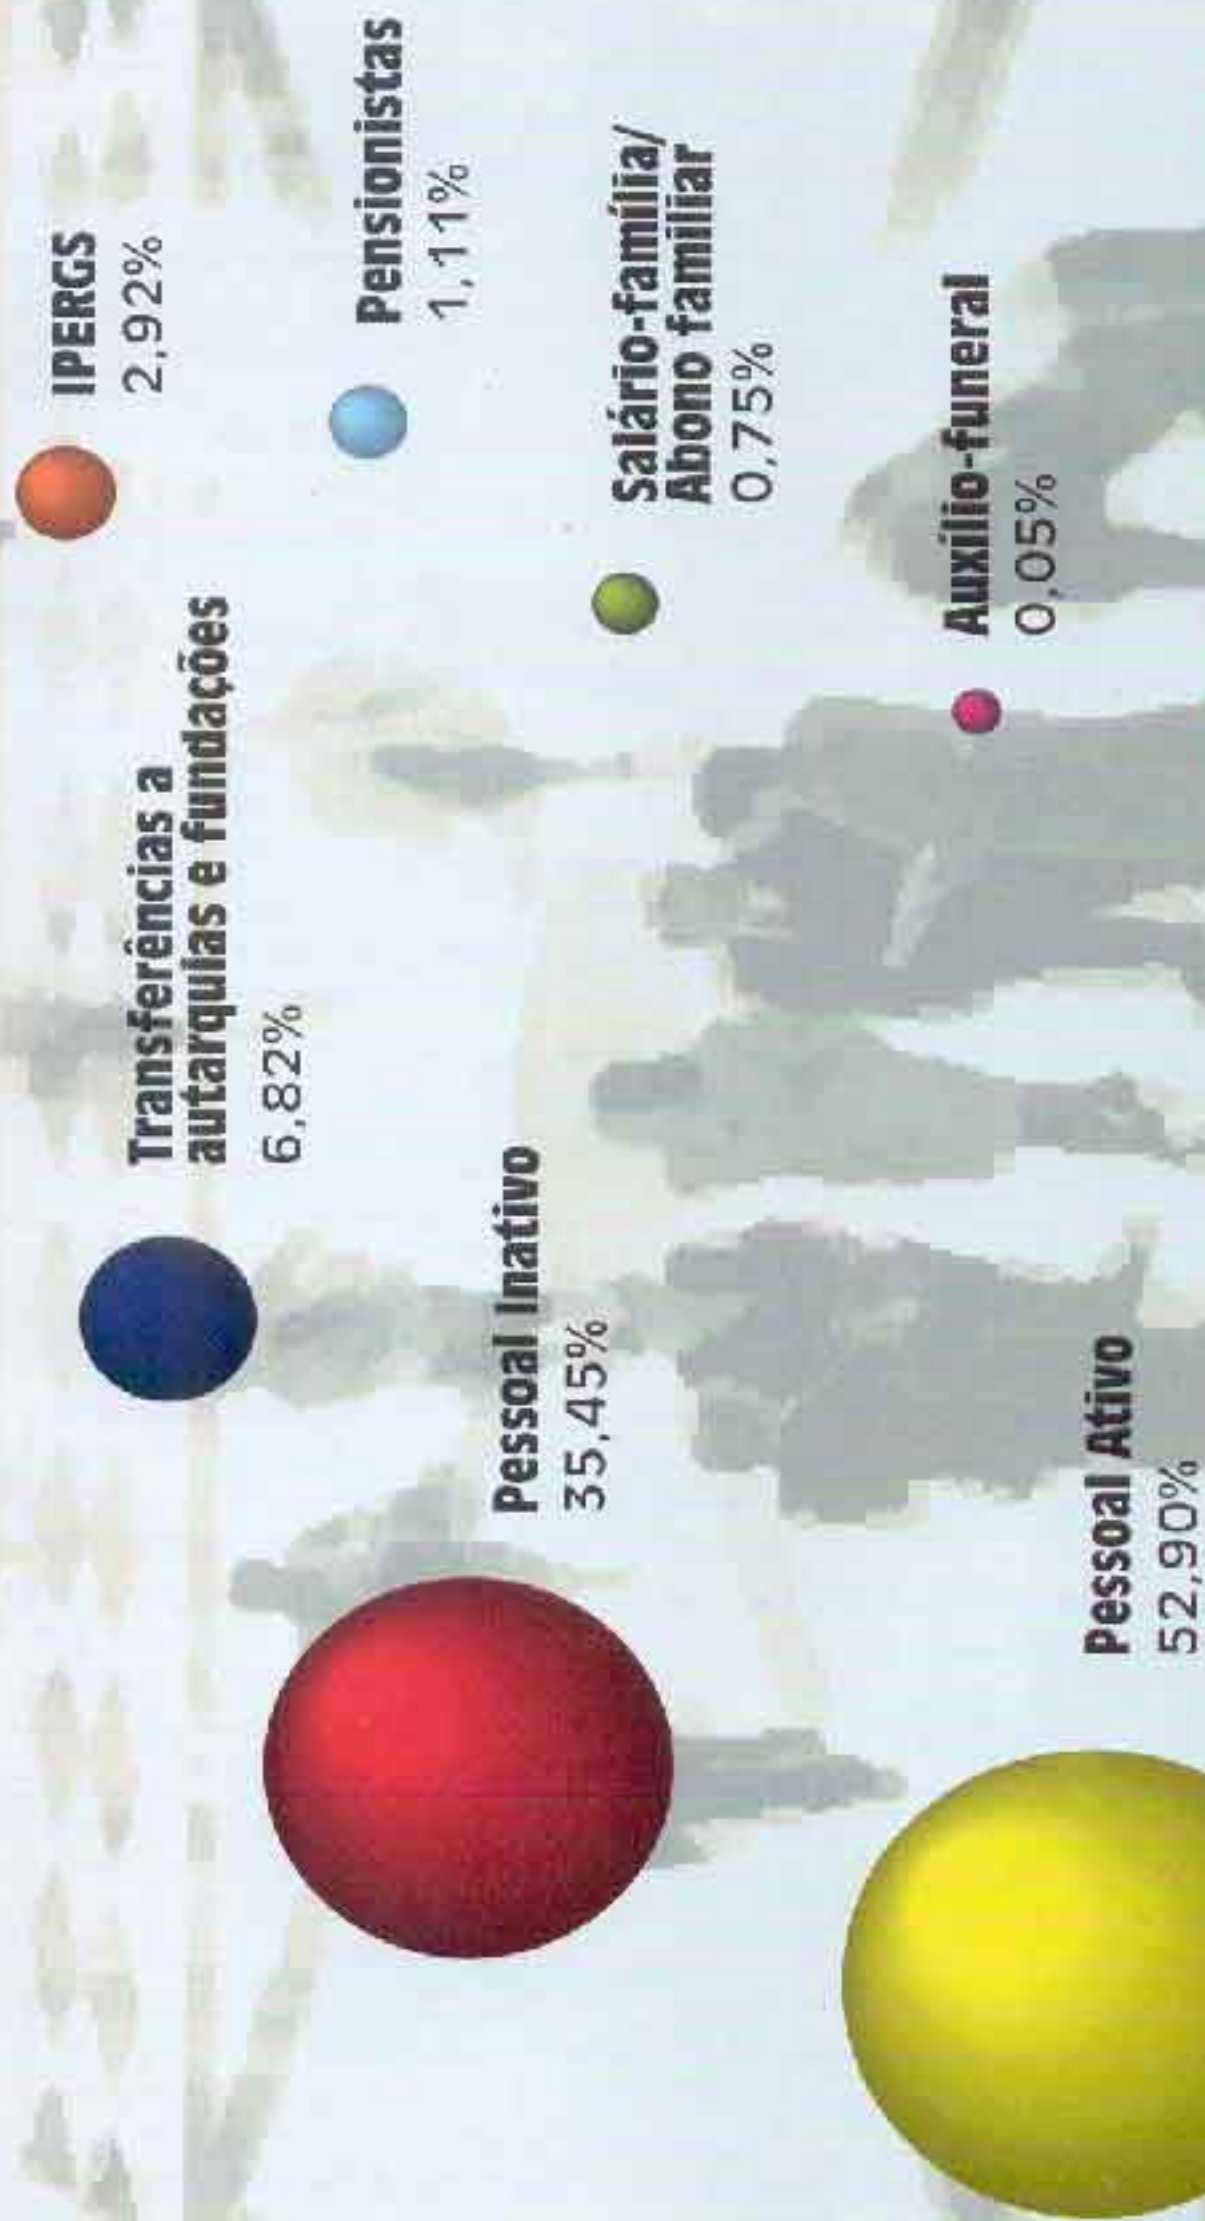 IPERGS
2,92%
Pensionistas
1,11%
Salário-família/
Abono familiar
0,75%
Auxílio-funeral
0,05%
Transferências a
autarquias e fundações
6,82%
Pessoal Inativo
35,45%
Pessoal Ativo
52,90%